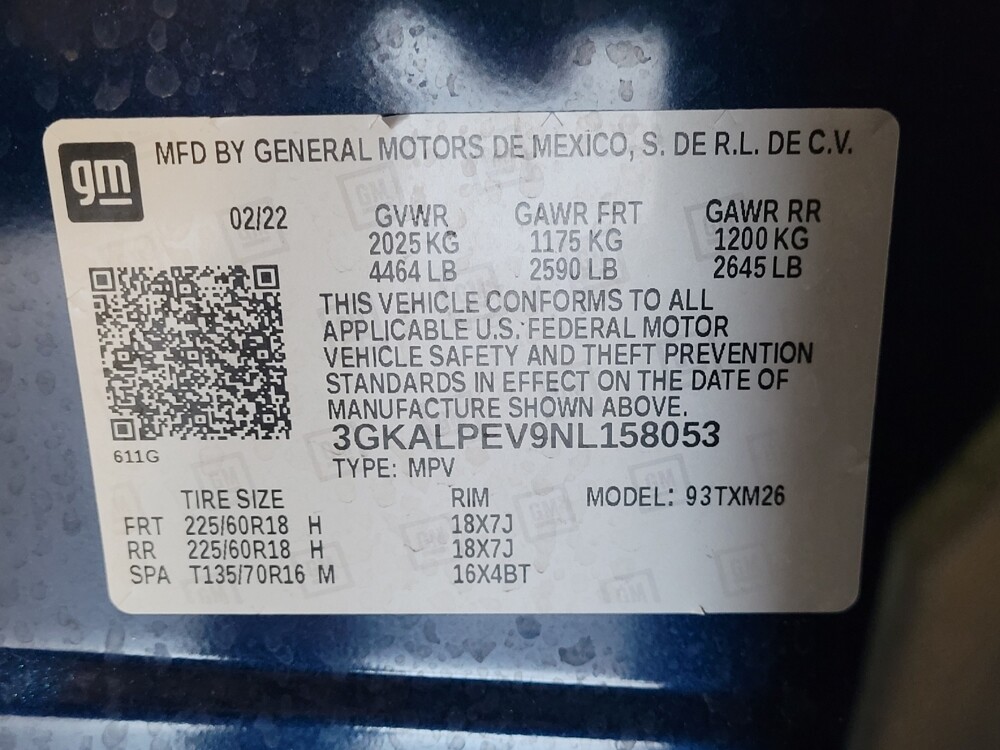 gm
MFD BY GENERAL MOTORS DE MEXICO, S. DE R.L. DE C.V.
02/22 GVWR GAWR FRT GAWR RR
2025 KG 1175 KG 1200 KG
4464 LB 2590 LB 2645 LB
THIS VEHICLE CONFORMS TO ALL
APPLICABLE U.S. FEDERAL MOTOR
VEHICLE SAFETY AND THEFT PREVENTION
STANDARDS IN EFFECT ON THE DATE OF
MANUFACTURE SHOWN ABOVE.
3GKALPEV9NL158053
611G
TYPE: MPV
TIRE SIZE RIM MODEL: 93TXM26
FRT 225/60R18 H 18X7J
RR 225/60R18 H 18X7J
SPA T135/70R16 M 16X4BT